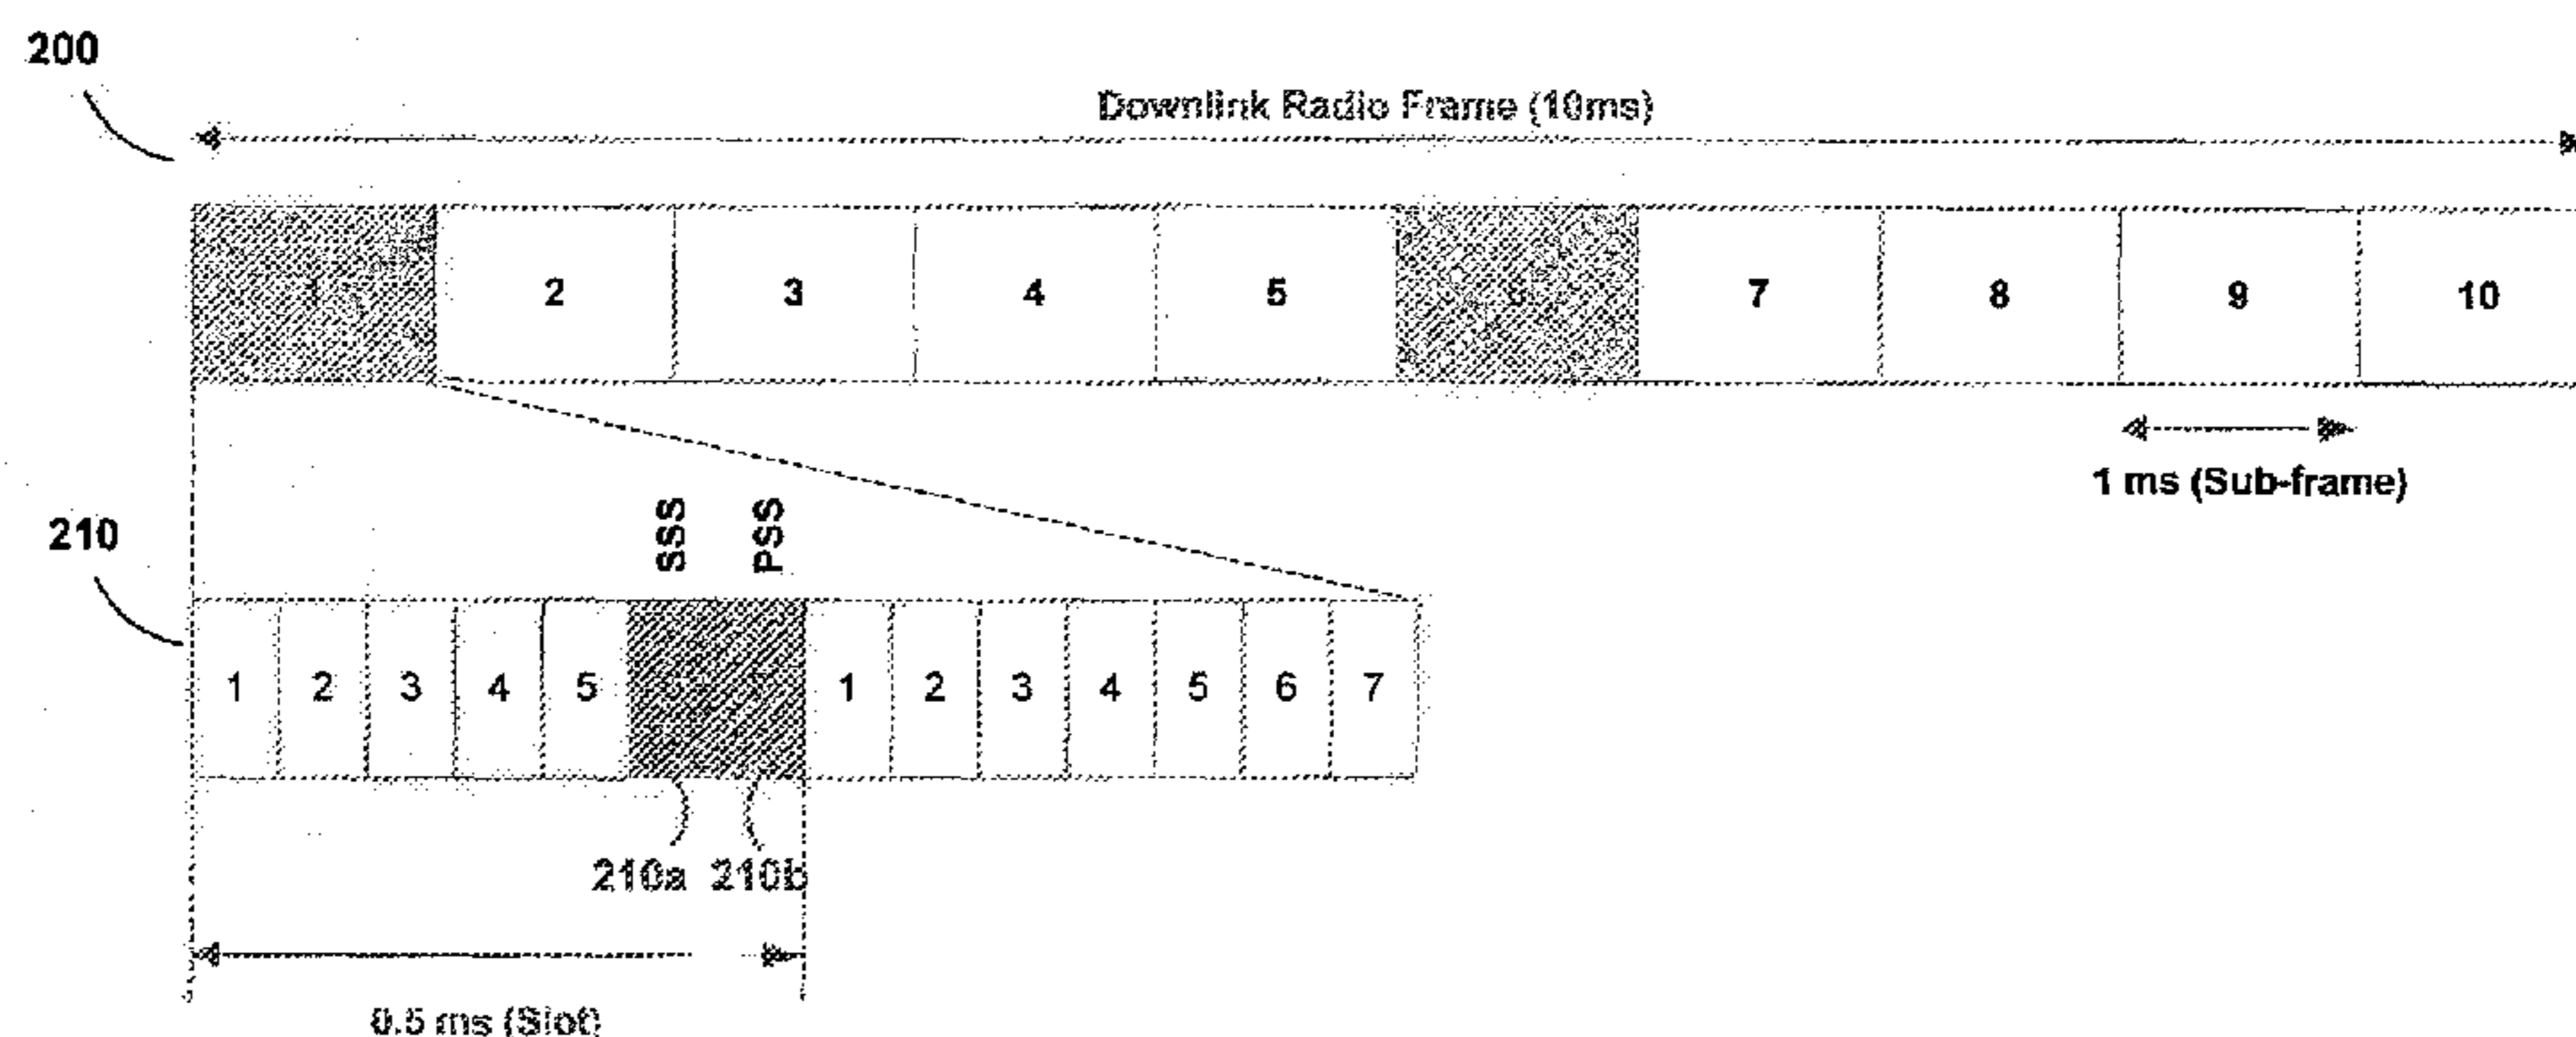 200
Downlink Radio Frame (10ms)
1 2 3 4 5 6 7 8 9 10
1 ms (Sub-frame)
210
SSS PSS
1 2 3 4 5 1 2 3 4 5 6 7
210a 210b
0.5 ms (Slot)